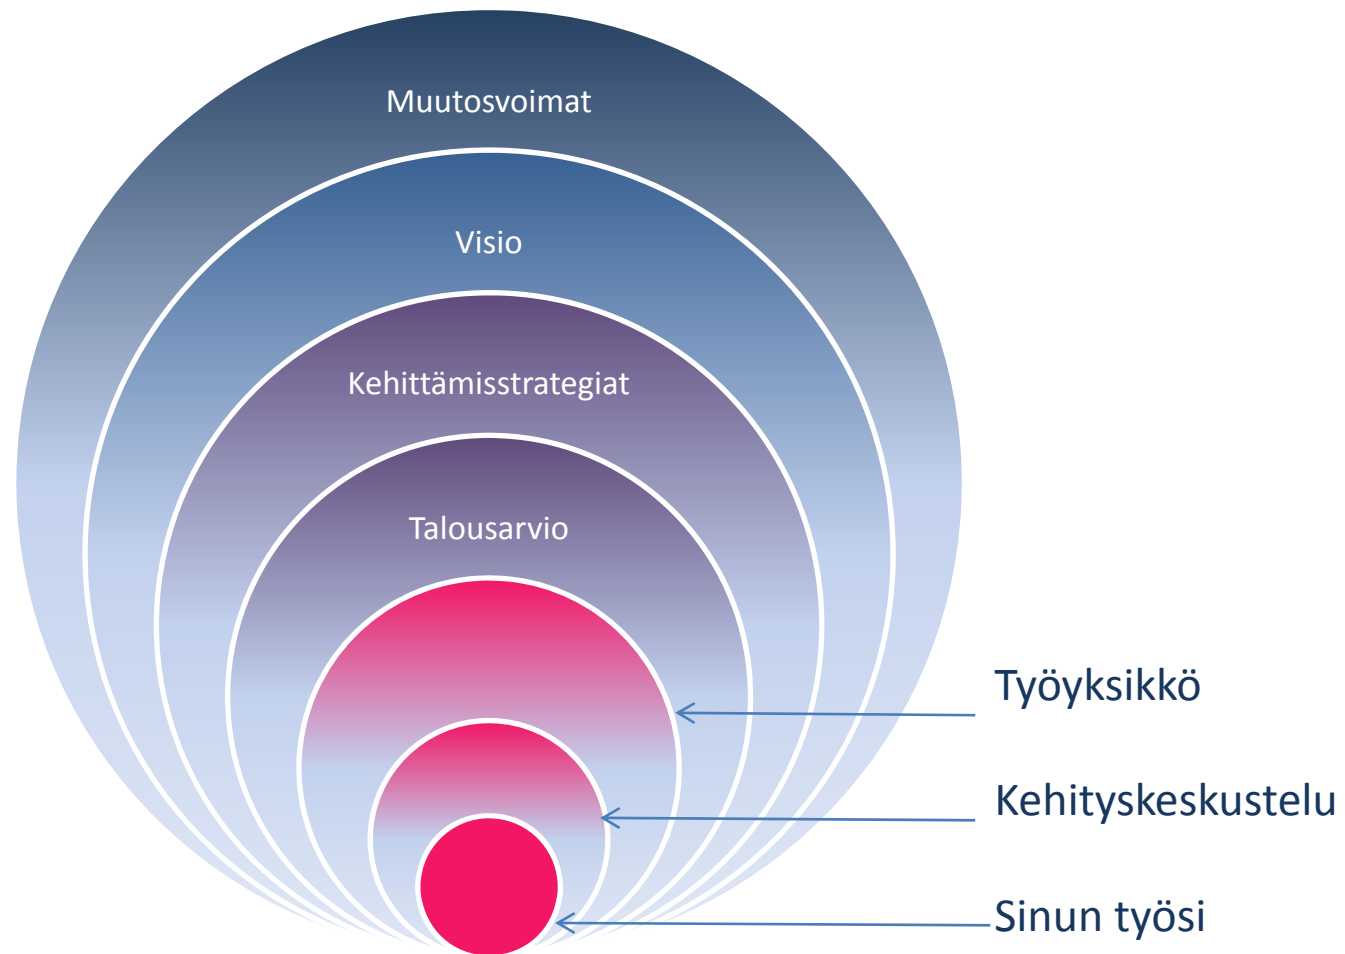 Muutosvoimat
Visio
Kehittämisstrategiat
Talousarvio
Työyksikkö
Kehityskeskustelu
Sinun työsi